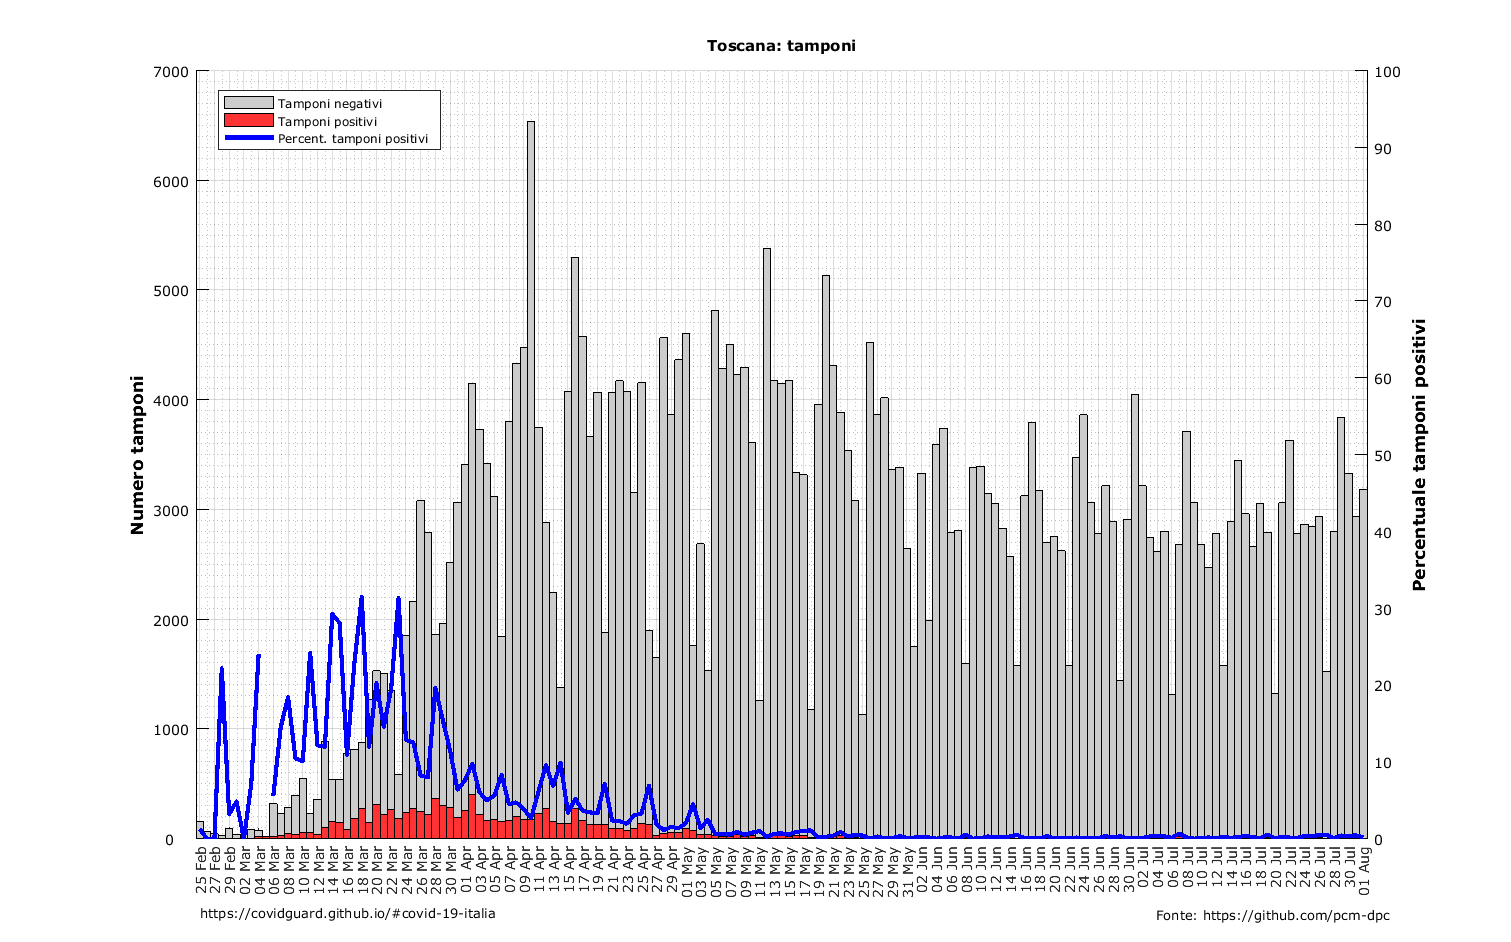 Toscana: tamponi
7000
6000
5000
4000
3000
2000
1000
0
Numero tamponi
Tamponi negativi
Tamponi positivi
Percent. tamponi positivi
100
90
80
70
60
50
40
30
20
10
0
Percentuale tamponi positivi
25 Feb
27 Feb
29 Feb
02 Mar
04 Mar
06 Mar
08 Mar
10 Mar
12 Mar
14 Mar
16 Mar
18 Mar
20 Mar
22 Mar
24 Mar
26 Mar
28 Mar
30 Mar
01 Apr
03 Apr
05 Apr
07 Apr
09 Apr
11 Apr
13 Apr
15 Apr
17 Apr
19 Apr
21 Apr
23 Apr
25 Apr
27 Apr
29 Apr
01 May
03 May
05 May
07 May
09 May
11 May
13 May
15 May
17 May
19 May
21 May
23 May
25 May
27 May
29 May
31 May
02 Jun
04 Jun
06 Jun
08 Jun
10 Jun
12 Jun
14 Jun
16 Jun
18 Jun
20 Jun
22 Jun
24 Jun
26 Jun
28 Jun
30 Jun
02 Jul
04 Jul
06 Jul
08 Jul
10 Jul
12 Jul
14 Jul
16 Jul
18 Jul
20 Jul
22 Jul
24 Jul
26 Jul
28 Jul
30 Jul
01 Aug
https://covidguard.github.io/#covid-19-italia
Fonte: https://github.com/pcm-dpc